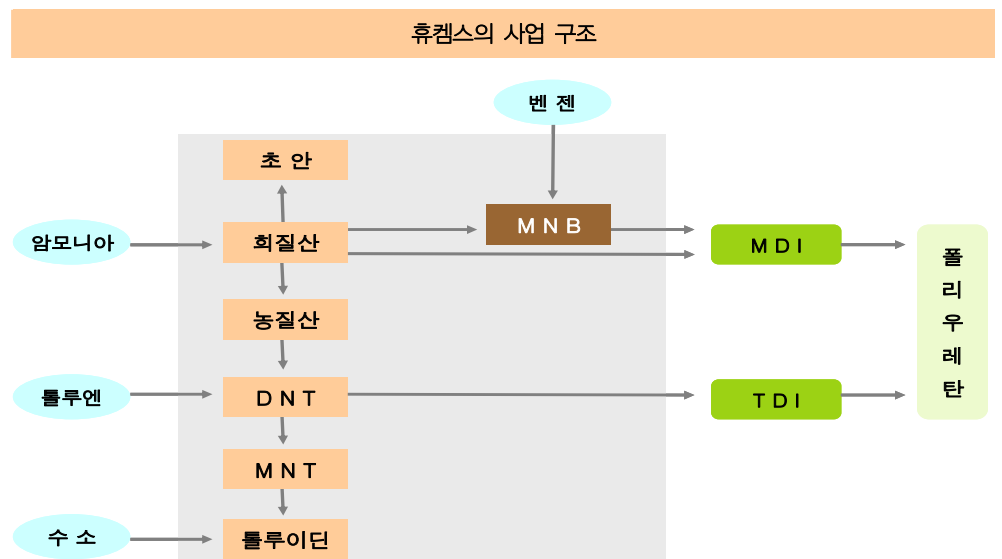 휴켐스의 사업 구조
벤 젠
초 안
암모니아
희질산
M N B
M D I
농질산
톨루엔
D N T
T D I
폴
리
우
레
탄
M N T
수 소
톨루이딘